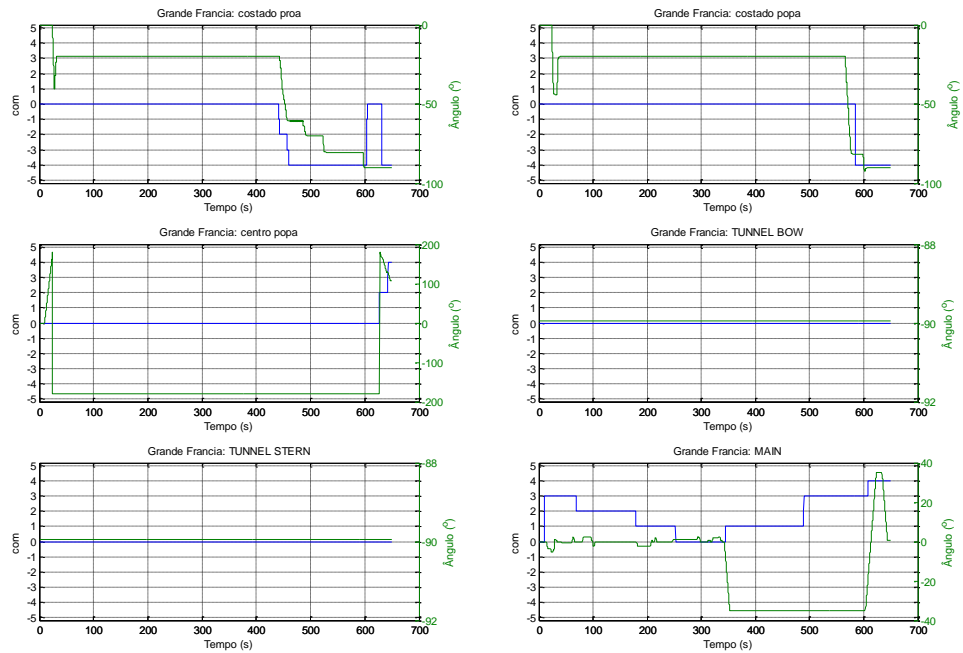 Grande Francia: costado proa
5
4
3
2
1
0
-1
-2
-3
-4
-5
com
-0
-50
-100
Ângulo (º)
0 100 200 300 400 500 600 700
Tempo (s)
Grande Francia: costado popa
5
4
3
2
1
0
-1
-2
-3
-4
-5
com
-0
-50
-100
Ângulo (º)
0 100 200 300 400 500 600 700
Tempo (s)
Grande Francia: centro popa
5
4
3
2
1
0
-1
-2
-3
-4
-5
com
200
100
0
-100
-200
Ângulo (º)
0 100 200 300 400 500 600 700
Tempo (s)
Grande Francia: TUNNEL BOW
5
4
3
2
1
0
-1
-2
-3
-4
-5
com
-88
-90
-92
Ângulo (º)
0 100 200 300 400 500 600 700
Tempo (s)
Grande Francia: TUNNEL STERN
5
4
3
2
1
0
-1
-2
-3
-4
-5
com
-88
-90
-92
Ângulo (º)
0 100 200 300 400 500 600 700
Tempo (s)
Grande Francia: MAIN
5
4
3
2
1
0
-1
-2
-3
-4
-5
com
40
20
0
-20
-40
Ângulo (º)
0 100 200 300 400 500 600 700
Tempo (s)